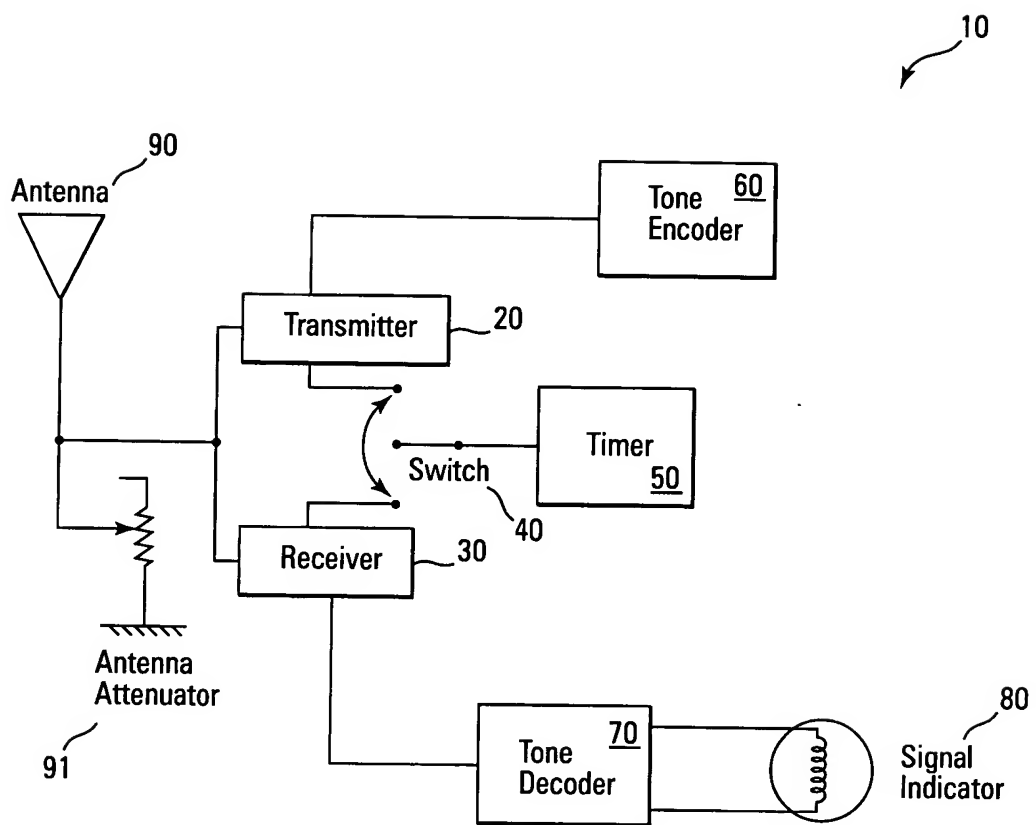 10
90
Antenna
60
Tone
Encoder
Transmitter
20
Timer
50
Switch
40
Receiver
30
Antenna
Attenuator
91
70
Tone
Decoder
80
Signal
Indicator